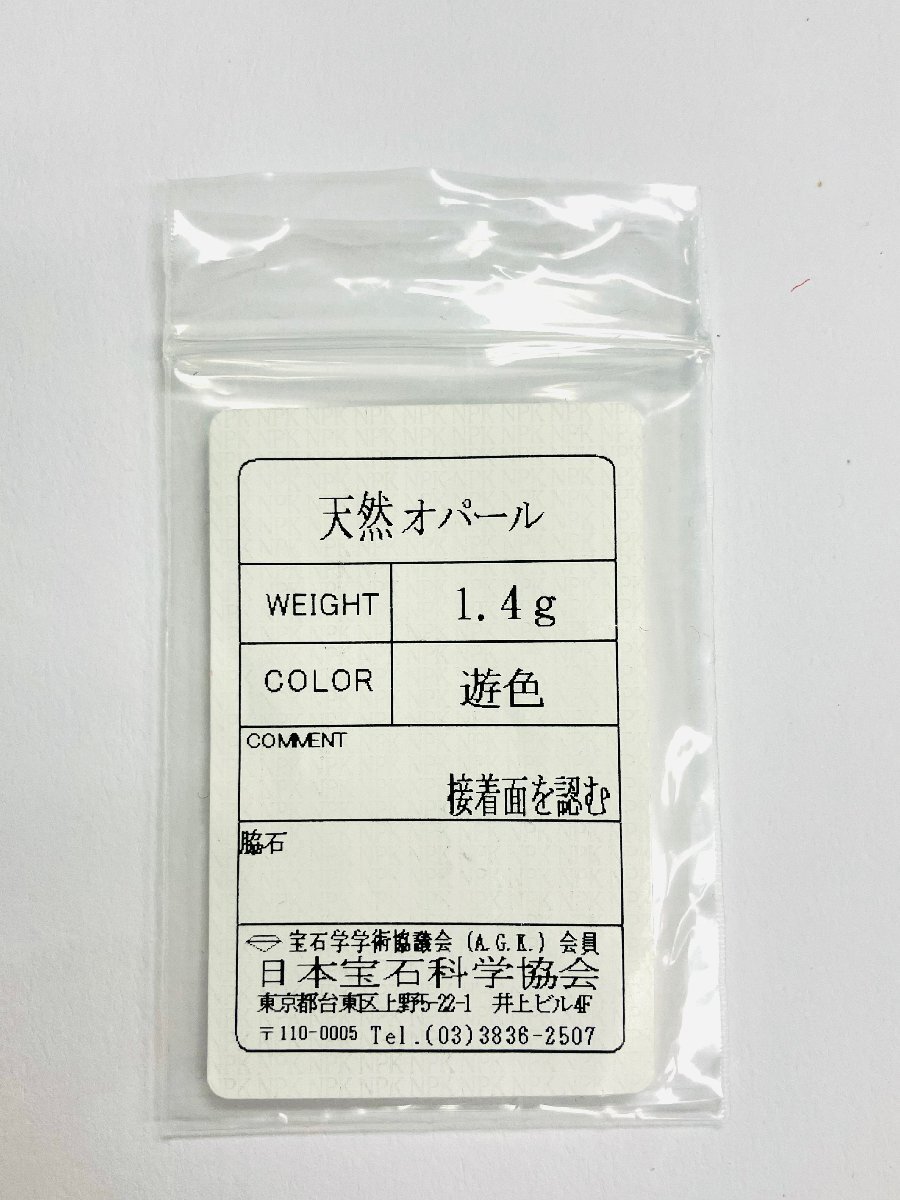 天然オパール
WEIGHT 1.4g
COLOR 遊色
COMMENT
接着面を認む
脇石
宝石学学術協議会 (A.G.K.) 会員
日本宝石科学協会
東京都台東区上野5-22-1 井上ビル4F
〒110-0005 Tel.(03)3836-2507